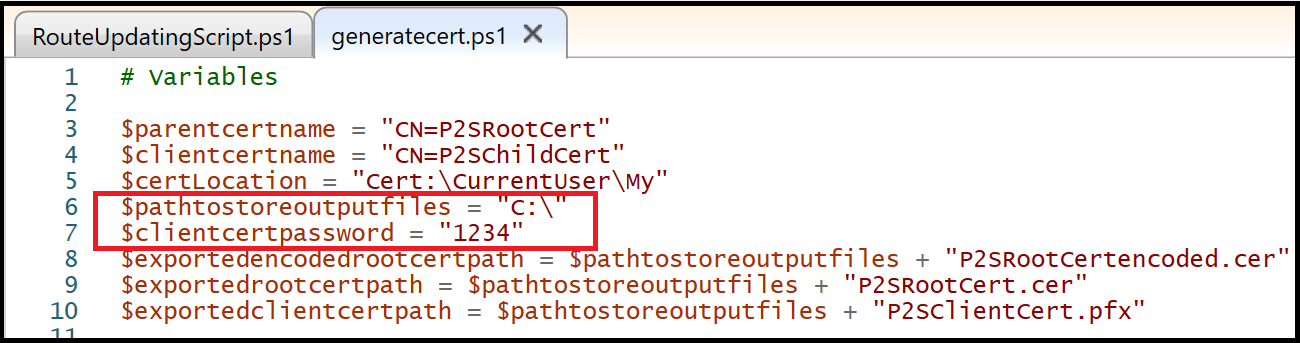 RouteUpdatingScript.ps1 generatecert.ps1 ✕
1 # Variables
2
3 $parentcertname = "CN=P2SRootCert"
4 $clientcertname = "CN=P2SChildCert"
5 $certLocation = "Cert:\CurrentUser\My"
6 $pathtostoreoutputfiles = "C:\"
7 $clientcertpassword = "1234"
8 $exportedencodedrootcertpath = $pathtostoreoutputfiles + "P2SRootCertencoded.cer"
9 $exportedrootcertpath = $pathtostoreoutputfiles + "P2SRootCert.cer"
10 $exportedclientcertpath = $pathtostoreoutputfiles + "P2SClientCert.pfx"
11